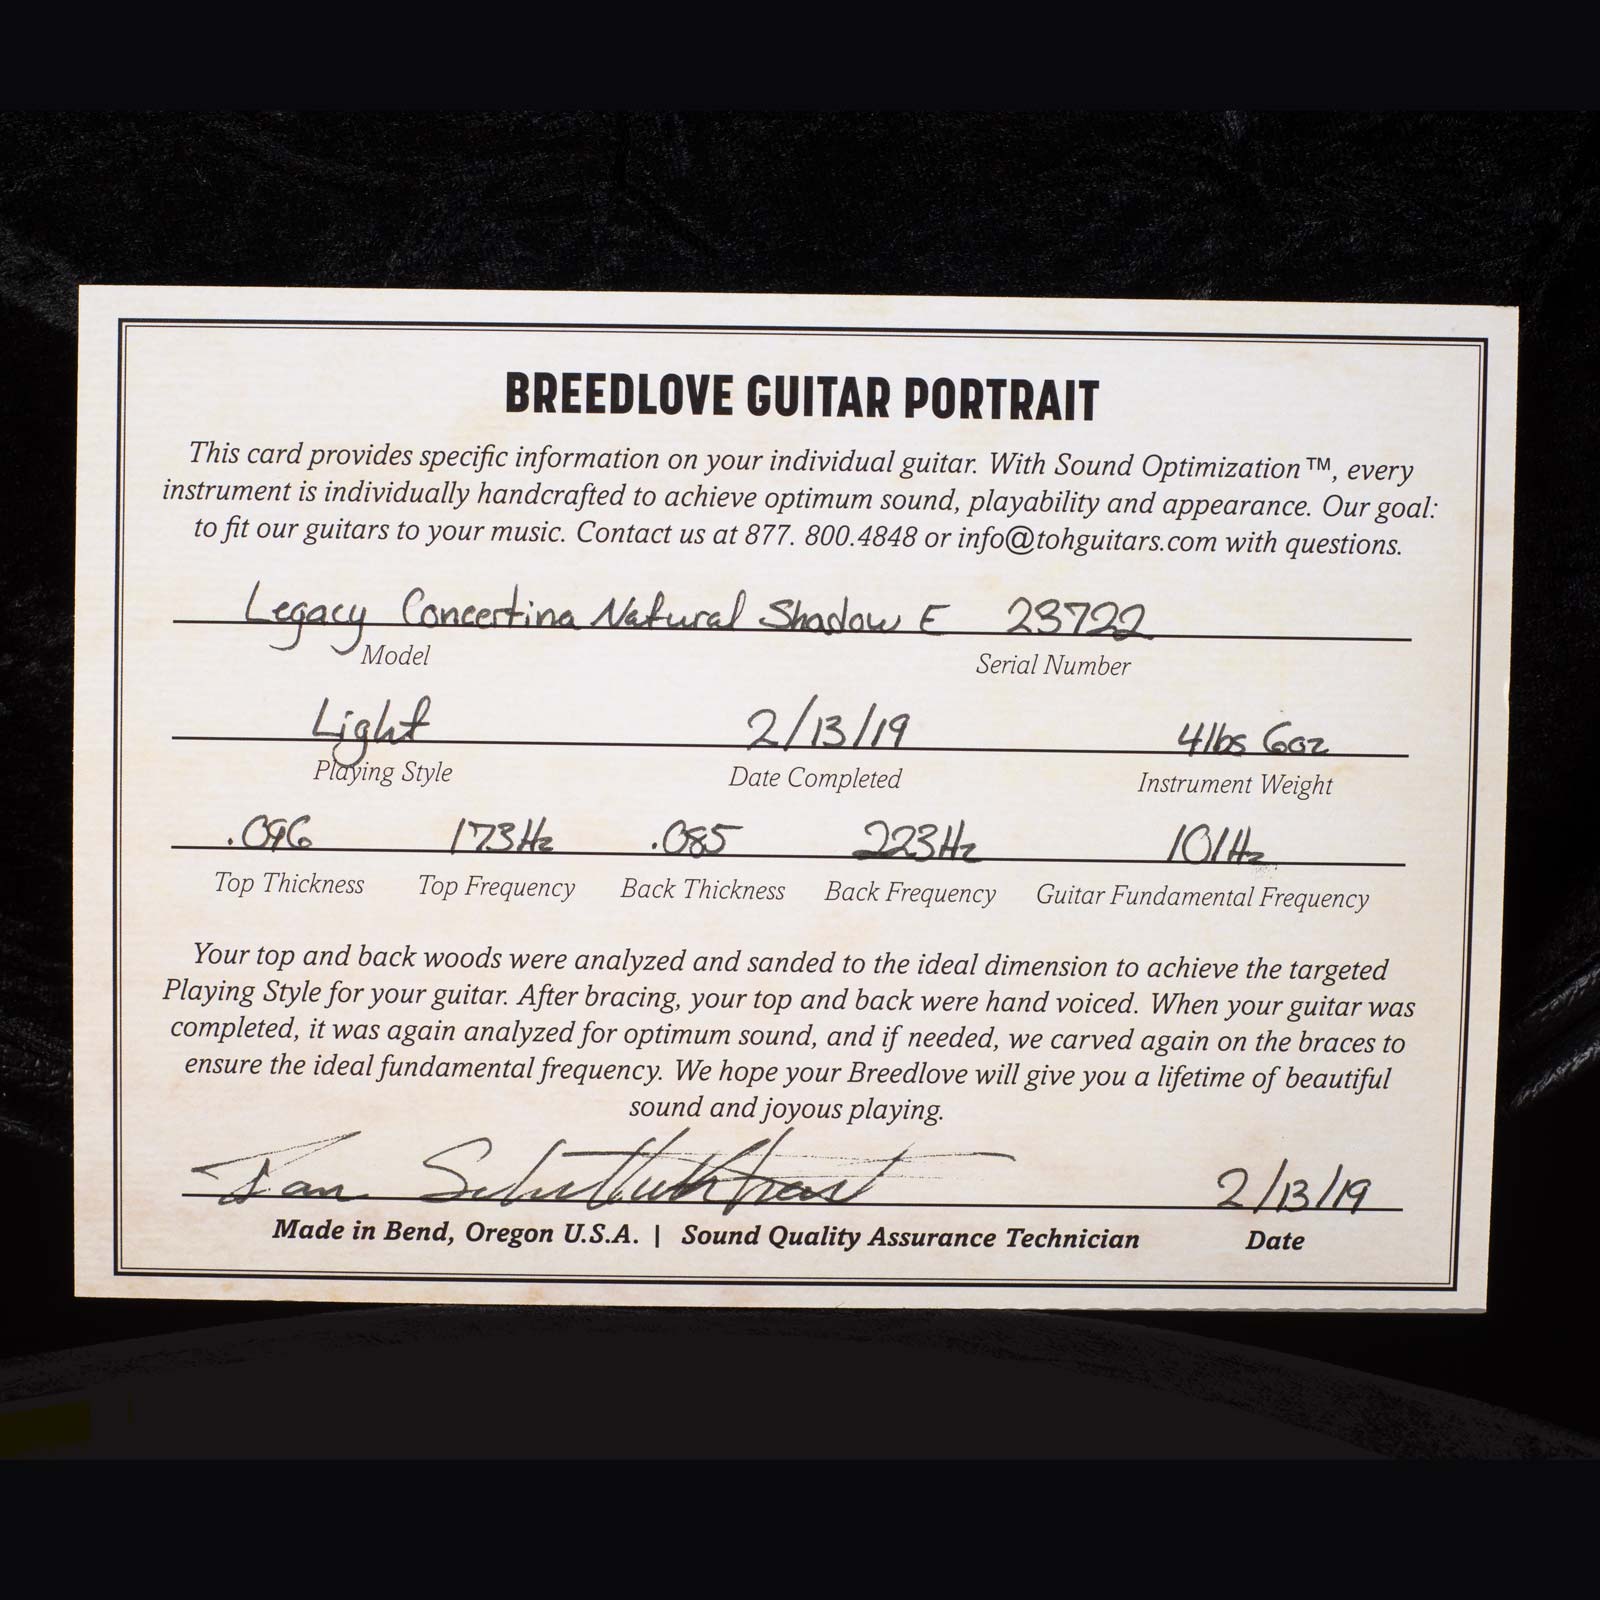 BREEDLOVE GUITAR PORTRAIT
This card provides specific information on your individual guitar. With Sound Optimization™, every
instrument is individually handcrafted to achieve optimum sound, playability and appearance. Our goal:
to fit our guitars to your music. Contact us at 877. 800.4848 or info@tohguitars.com with questions.
Legacy Concertina Natural Shadow E 23722
Model Serial Number
Light 2/13/19 4lbs 6oz
Playing Style Date Completed Instrument Weight
.096 173Hz .085 223Hz 101Hz
Top Thickness Top Frequency Back Thickness Back Frequency Guitar Fundamental Frequency
Your top and back woods were analyzed and sanded to the ideal dimension to achieve the targeted
Playing Style for your guitar. After bracing, your top and back were hand voiced. When your guitar was
completed, it was again analyzed for optimum sound, and if needed, we carved again on the braces to
ensure the ideal fundamental frequency. We hope your Breedlove will give you a lifetime of beautiful
sound and joyous playing.
2/13/19
Made in Bend, Oregon U.S.A. | Sound Quality Assurance Technician Date